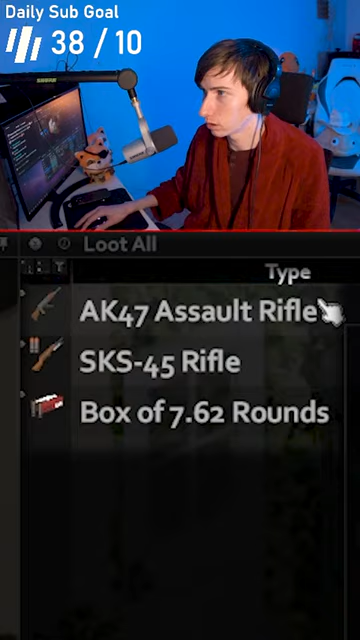 Daily Sub Goal
38 / 10
Loot All
Type
AK47 Assault Rifle
SKS-45 Rifle
Box of 7.62 Rounds